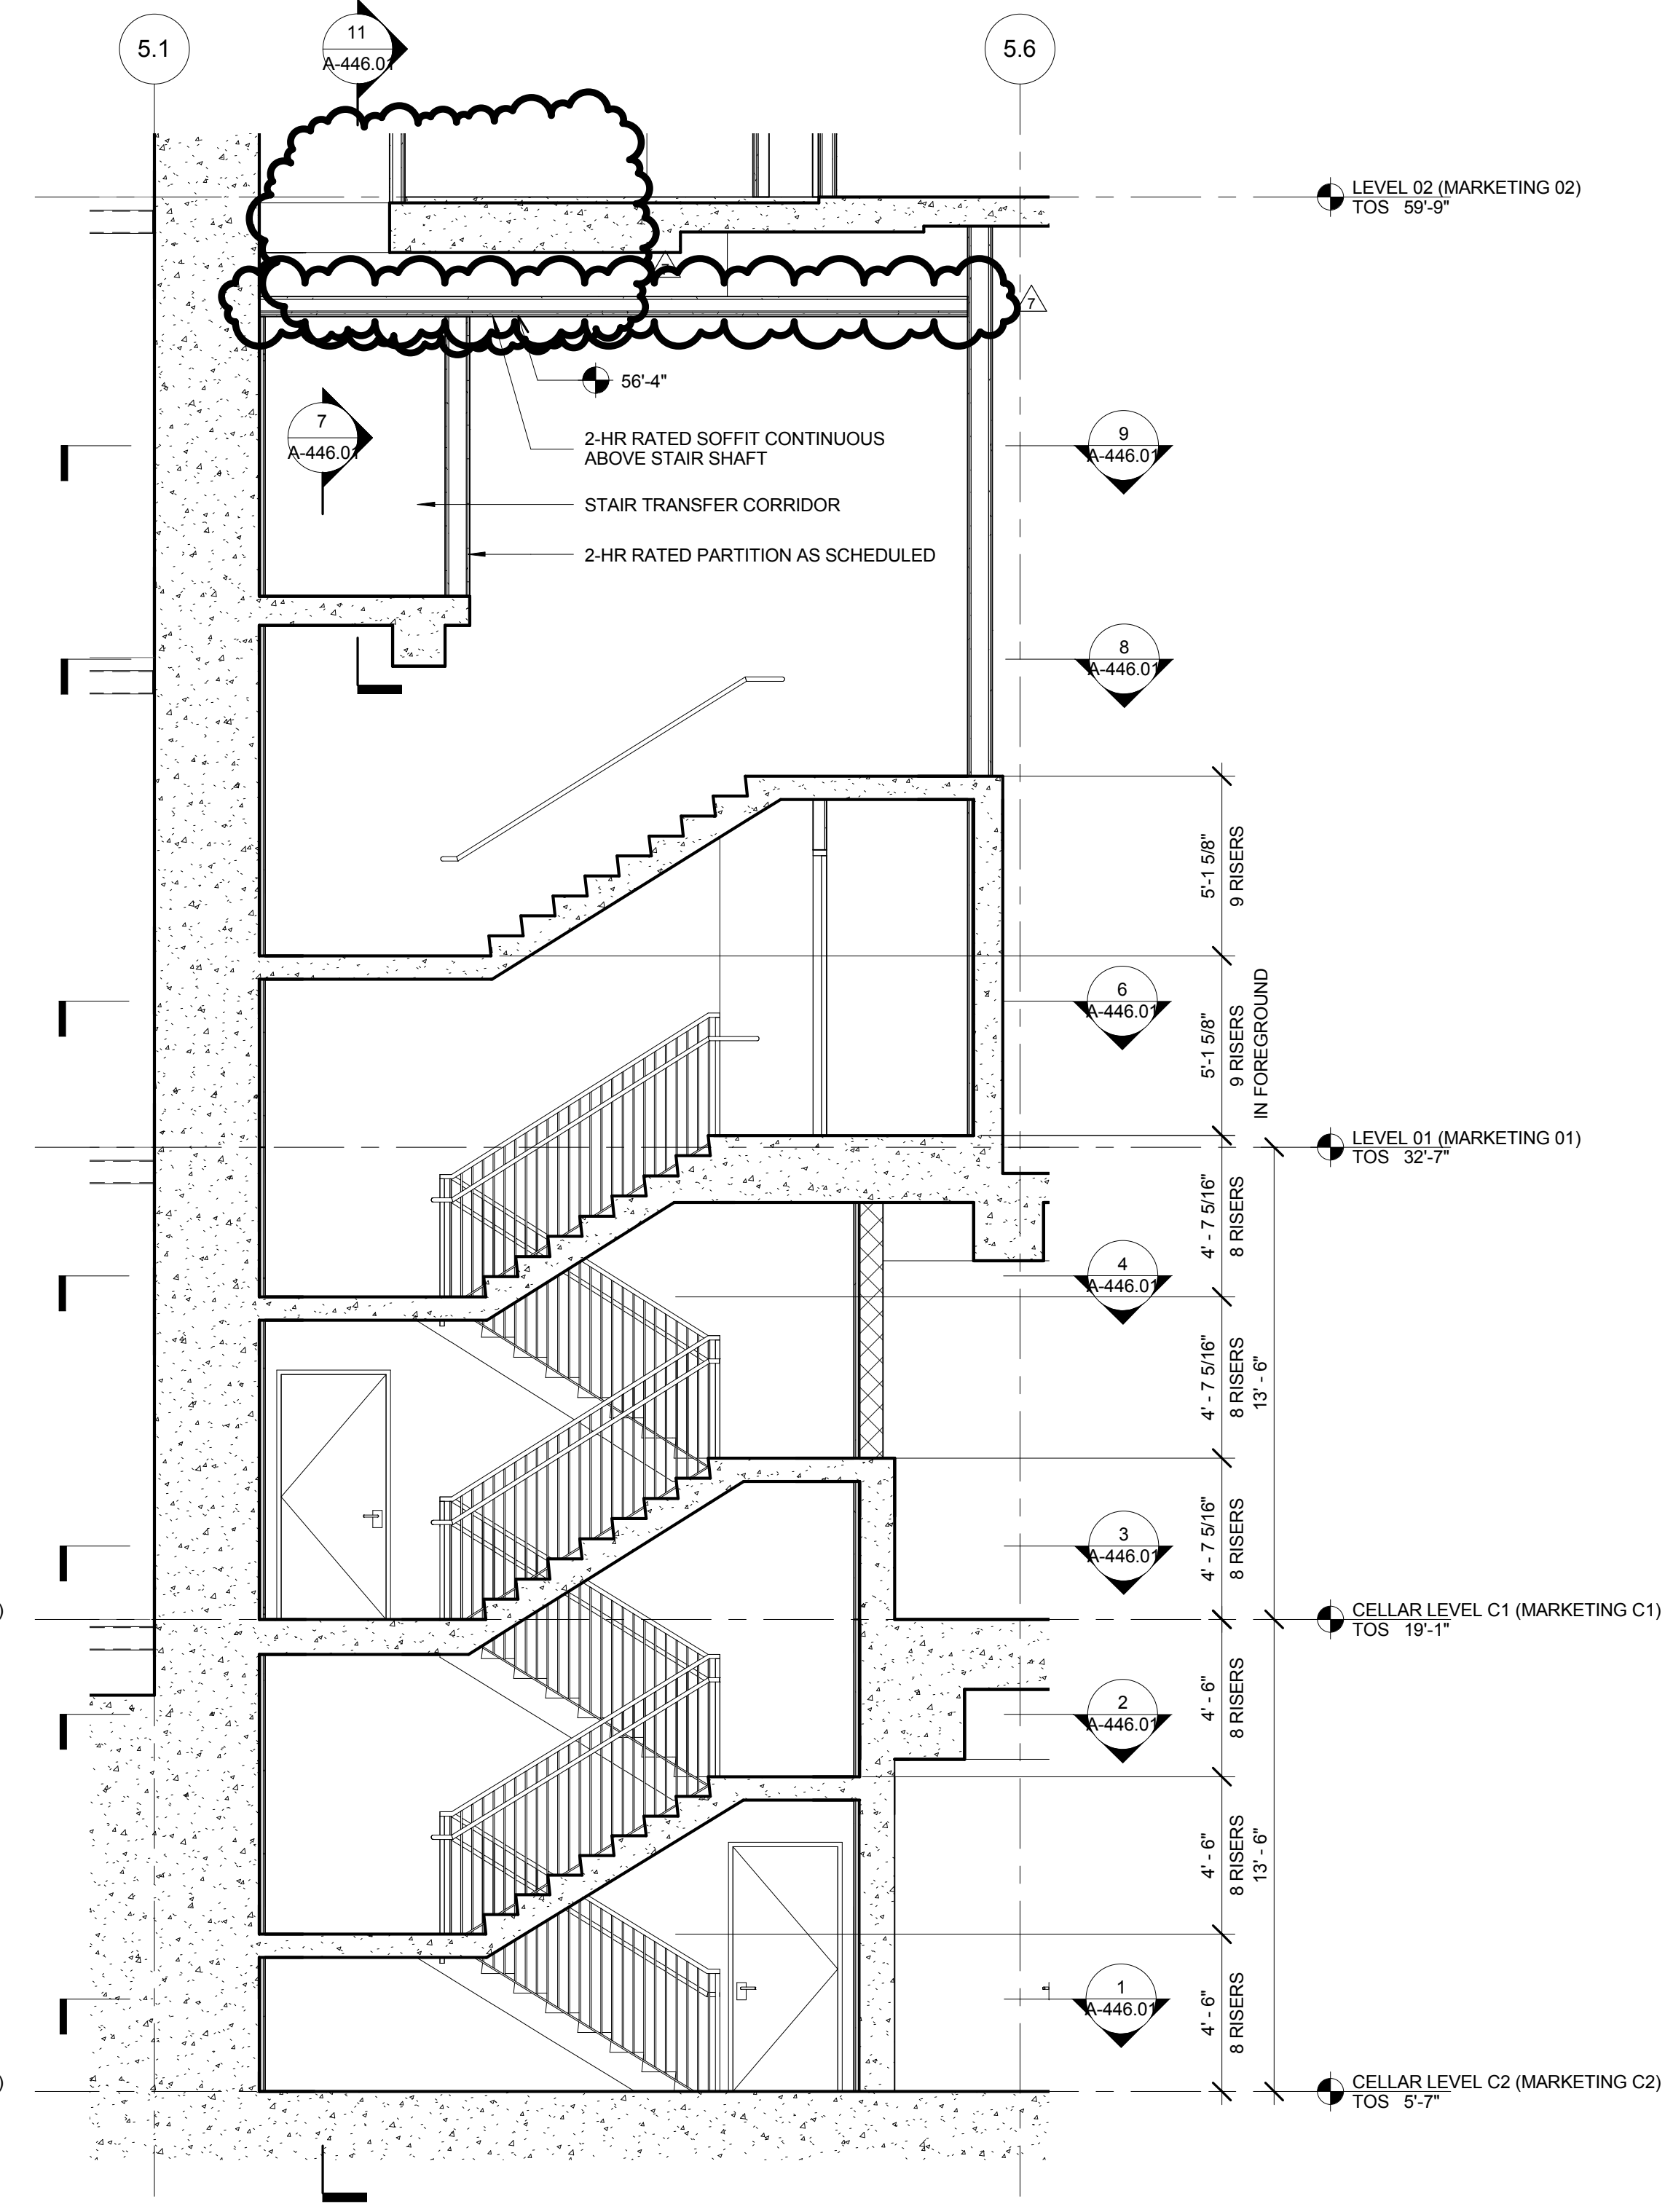 5.1
11
A-446.01
5.6
LEVEL 02 (MARKETING 02)
TOS 59'-9"
7
56'-4"
7
A-446.01
2-HR RATED SOFFIT CONTINUOUS
ABOVE STAIR SHAFT
9
A-446.01
STAIR TRANSFER CORRIDOR
2-HR RATED PARTITION AS SCHEDULED
8
A-446.01
5'-1 5/8"
9 RISERS
6
A-446.01
5'-1 5/8"
9 RISERS
IN FOREGROUND
LEVEL 01 (MARKETING 01)
TOS 32'-7"
4' - 7 5/16"
8 RISERS
4
A-446.01
4' - 7 5/16"
8 RISERS
13' - 6"
4' - 7 5/16"
8 RISERS
3
A-446.01
)
CELLAR LEVEL C1 (MARKETING C1)
TOS 19'-1"
4' - 6"
8 RISERS
2
A-446.01
4' - 6"
8 RISERS
13' - 6"
4' - 6"
8 RISERS
1
A-446.01
)
CELLAR LEVEL C2 (MARKETING C2)
TOS 5'-7"